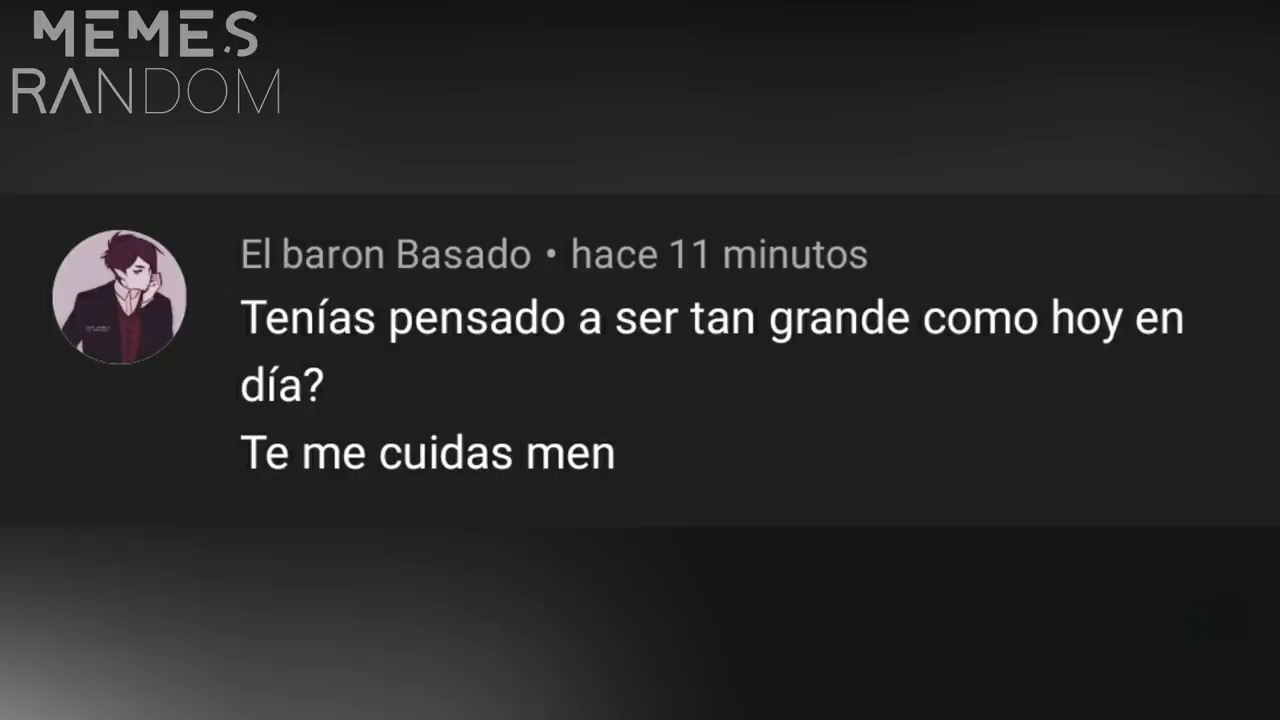 MEMES
RANDOM
El baron Basado • hace 11 minutos
Tenías pensado a ser tan grande como hoy en
día?
Te me cuidas men